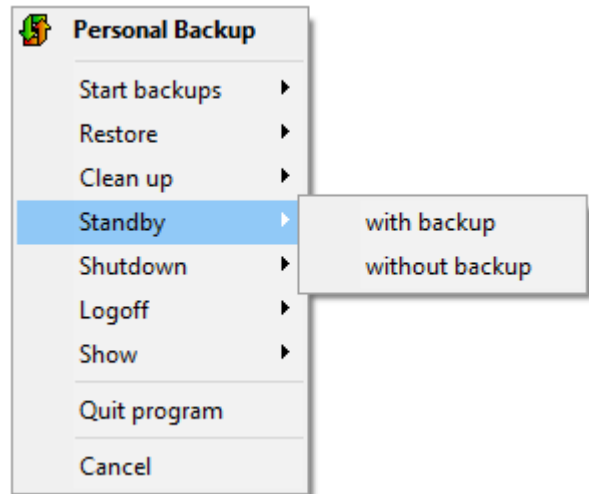 Personal Backup
Start backups
Restore
Clean up
Standby
with backup
without backup
Shutdown
Logoff
Show
Quit program
Cancel